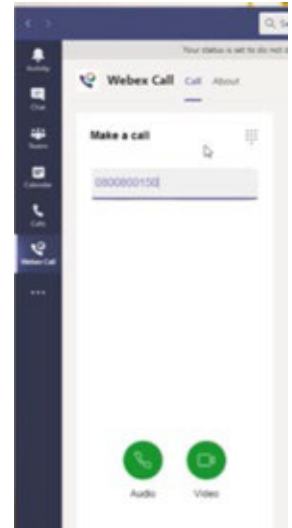 Your status is set to do not d
Activity
Chat
Teams
Calendar
Calls
Webex Call
Webex Call Call About
Make a call
0800800150
Audio Video